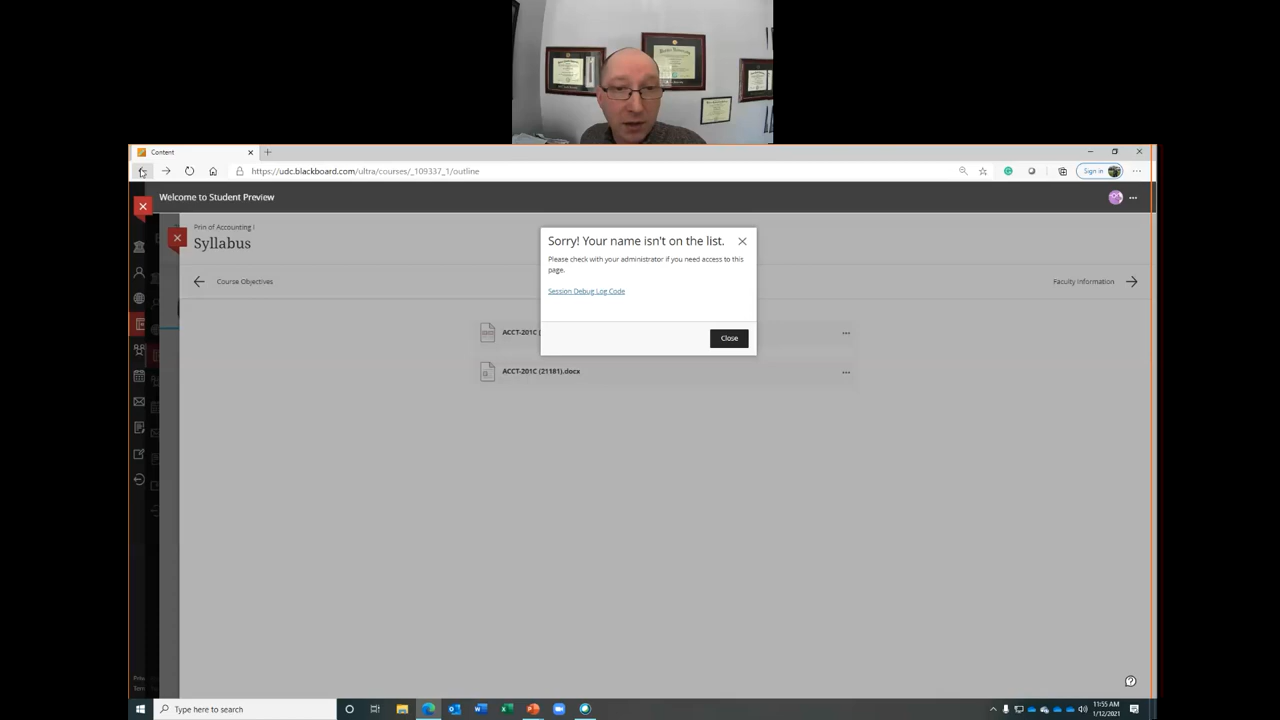 Content
https://udc.blackboard.com/ultra/courses/_109337_1/outline
Sign in
Welcome to Student Preview
Prin of Accounting I
Syllabus
Course Objectives
Faculty Information
Sorry! Your name isn't on the list.
Please check with your administrator if you need access to this
page.
Session Debug Log Code
Close
ACCT-201C (
ACCT-201C (21181).docx
Type here to search
11:55 AM
1/12/2021